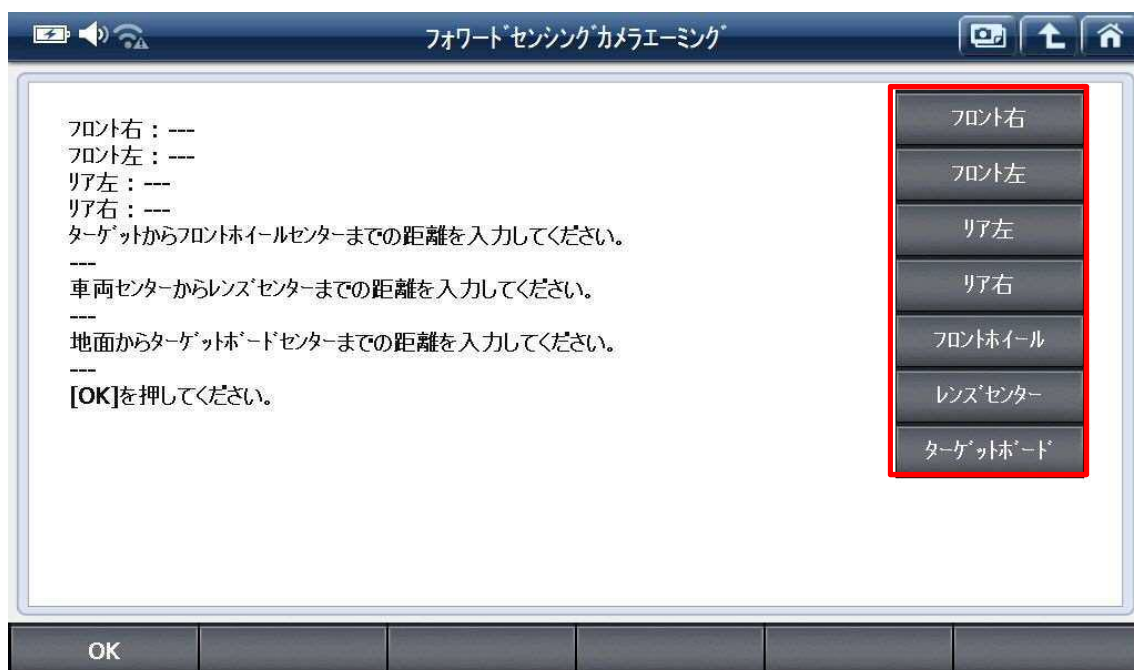 ﾌｫﾜｰﾄﾞｾﾝｼﾝｸﾞｶﾒﾗｴｰﾐﾝｸﾞ
ﾌﾛﾝﾄ右：---
ﾌﾛﾝﾄ左：---
ﾘｱ左：---
ﾘｱ右：---
ﾀｰｹﾞｯﾄからﾌﾛﾝﾄﾎｲｰﾙｾﾝﾀｰまでの距離を入力してください。
---
車両ｾﾝﾀｰからﾚﾝｽﾞｾﾝﾀｰまでの距離を入力してください。
---
地面からﾀｰｹﾞｯﾄﾎﾞｰﾄﾞｾﾝﾀｰまでの距離を入力してください。
---
[OK]を押してください。
ﾌﾛﾝﾄ右
ﾌﾛﾝﾄ左
ﾘｱ左
ﾘｱ右
ﾌﾛﾝﾄﾎｲｰﾙ
ﾚﾝｽﾞｾﾝﾀｰ
ﾀｰｹﾞｯﾄﾎﾞｰﾄﾞ
OK